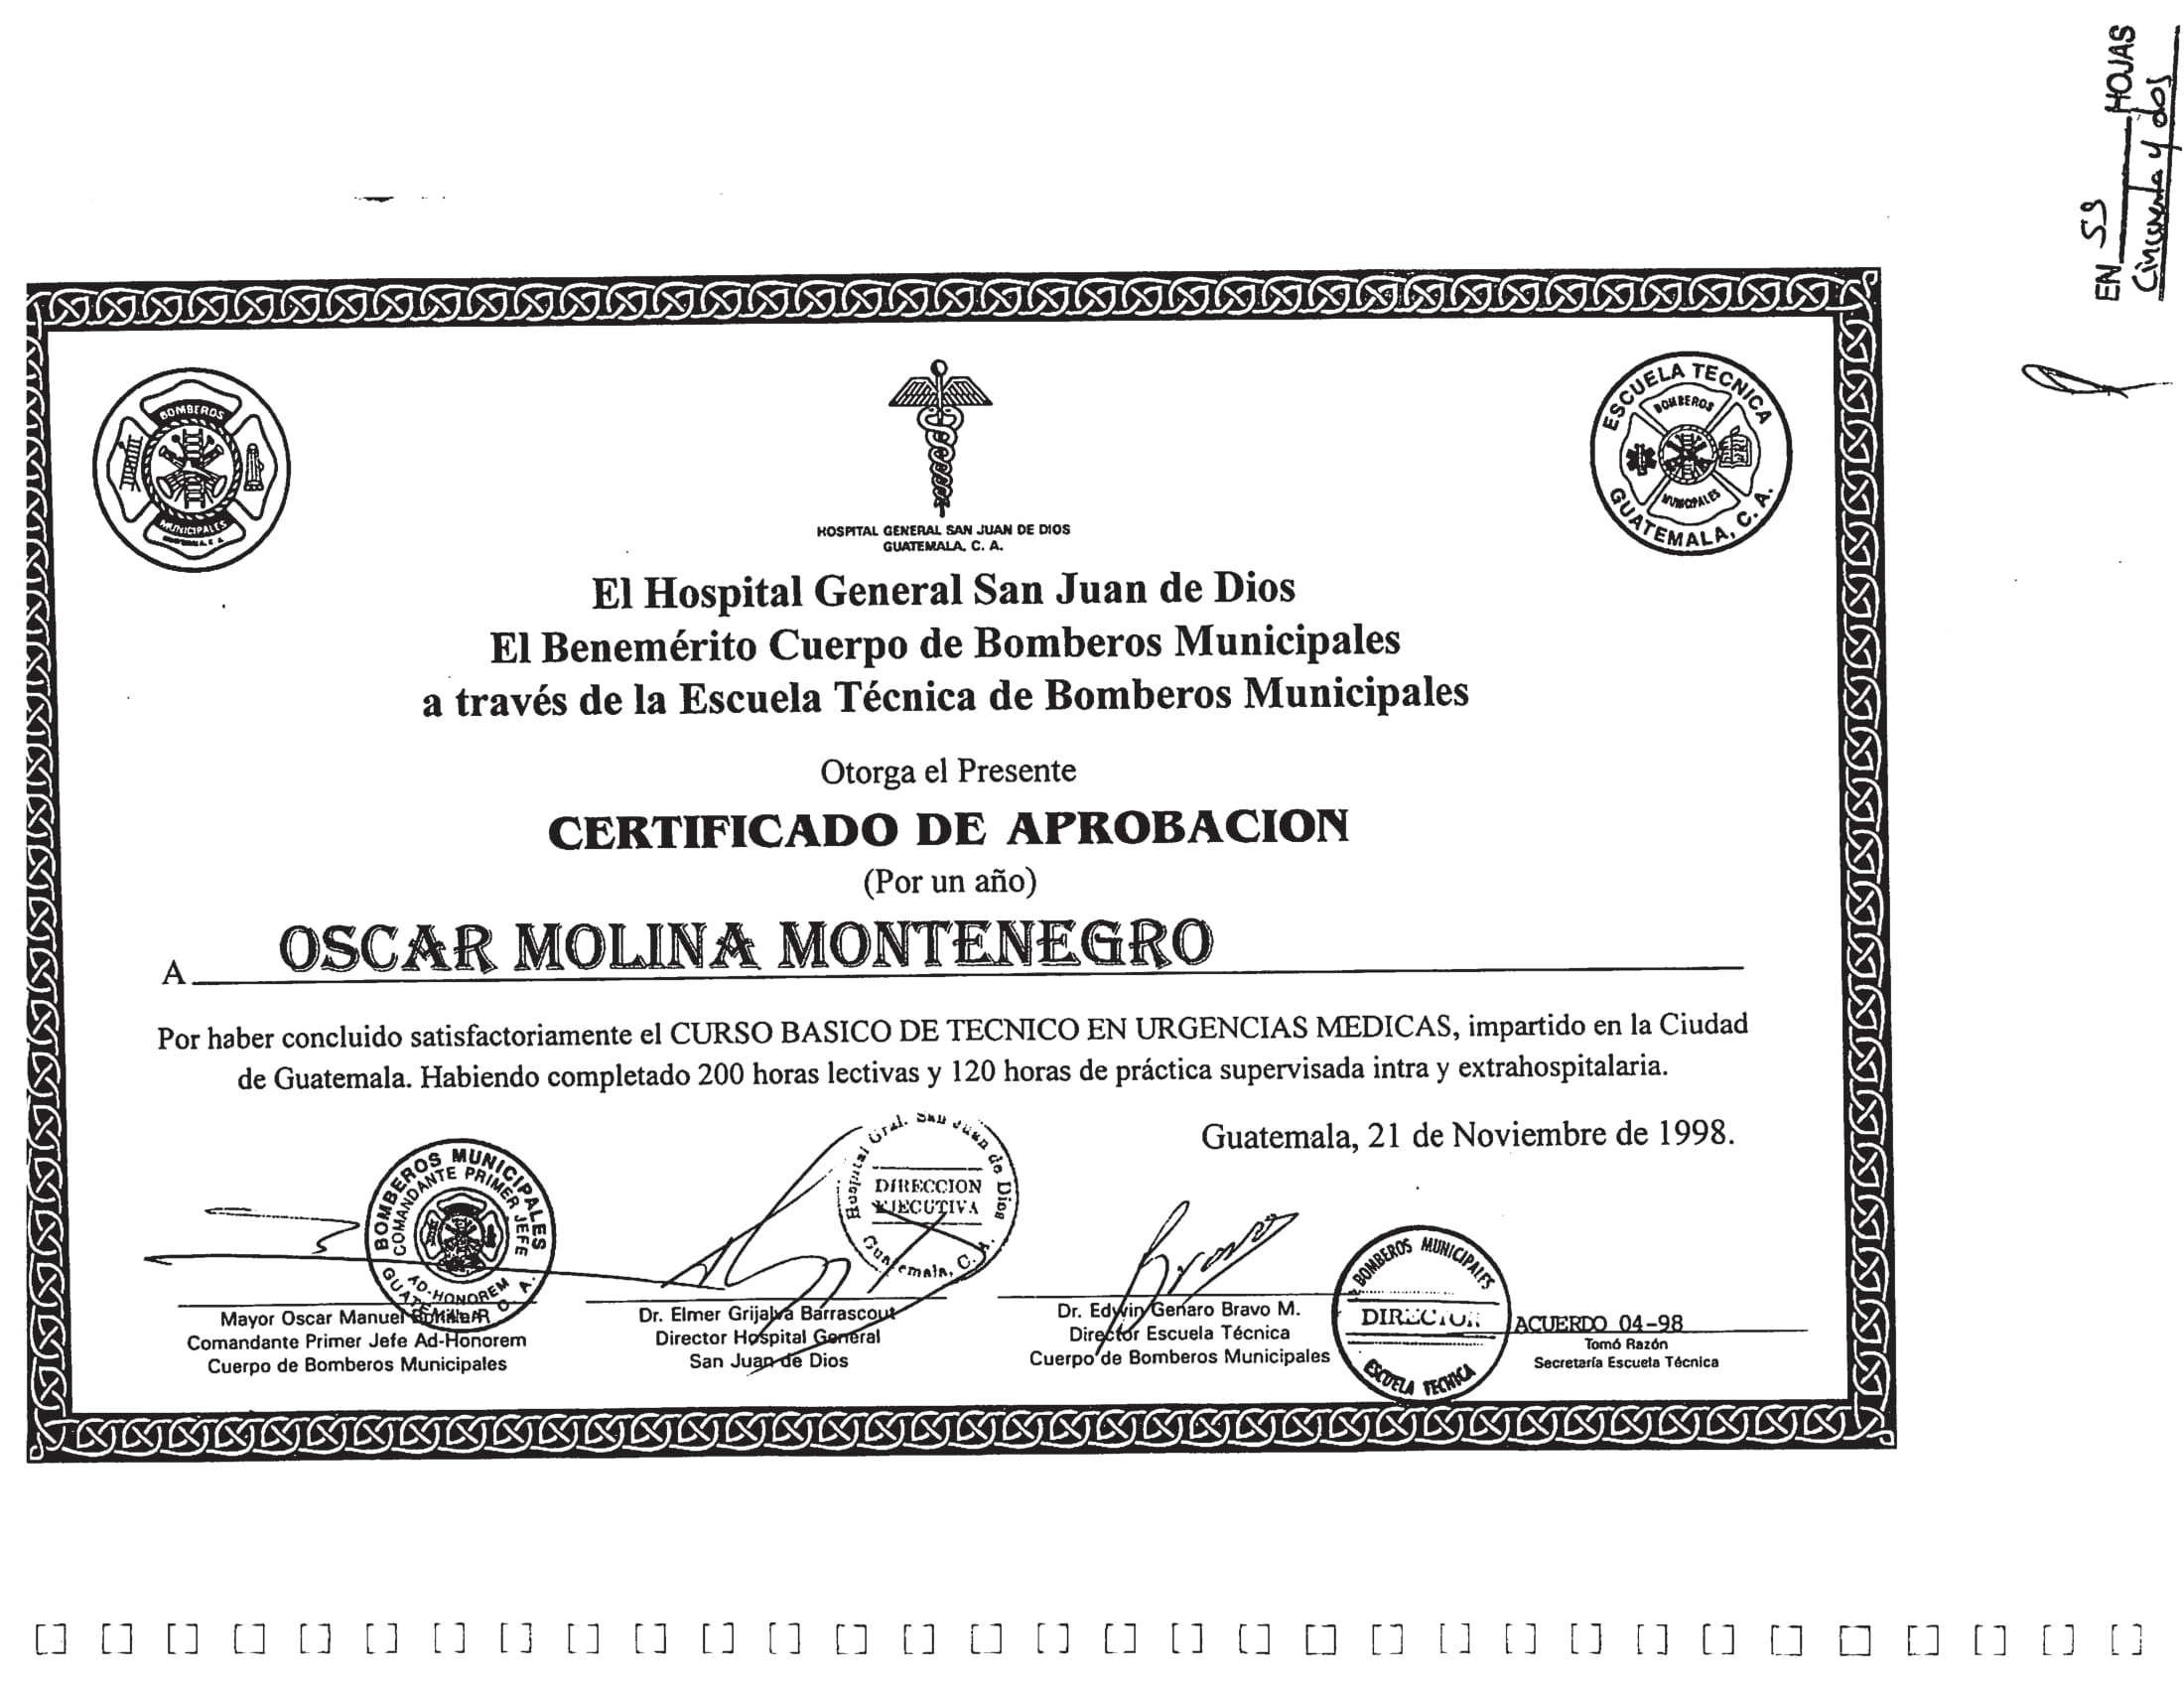 EN 52 HOJAS
Cincuenta y dos
BOMBEROS
MUNICIPALES
GUATEMALA, C. A.
HOSPITAL GENERAL SAN JUAN DE DIOS
GUATEMALA, C. A.
ESCUELA TECNICA
BOMBEROS
MUNICIPALES
GUATEMALA, C. A.
El Hospital General San Juan de Dios
El Benemérito Cuerpo de Bomberos Municipales
a través de la Escuela Técnica de Bomberos Municipales
Otorga el Presente
CERTIFICADO DE APROBACION
(Por un año)
A OSCAR MOLINA MONTENEGRO
Por haber concluido satisfactoriamente el CURSO BASICO DE TECNICO EN URGENCIAS MEDICAS, impartido en la Ciudad
de Guatemala. Habiendo completado 200 horas lectivas y 120 horas de práctica supervisada intra y extrahospitalaria.
Guatemala, 21 de Noviembre de 1998.
BOMBEROS MUNICIPALES
COMANDANTE PRIMER JEFE
AD-HONOREM
GUATEMALA C. A.
Mayor Oscar Manuel
Comandante Primer Jefe Ad-Honorem
Cuerpo de Bomberos Municipales
Hospital Gral. San Juan de Dios
DIRECCION
EJECUTIVA
Guatemala, C. A.
Dr. Elmer Grijalva Barrascout
Director Hospital General
San Juan de Dios
Dr. Edwin Genaro Bravo M.
Director Escuela Técnica
Cuerpo de Bomberos Municipales
BOMBEROS MUNICIPALES
DIRECCION
ESCUELA TECNICA
ACUERDO 04-98
Tomó Razón
Secretaría Escuela Técnica